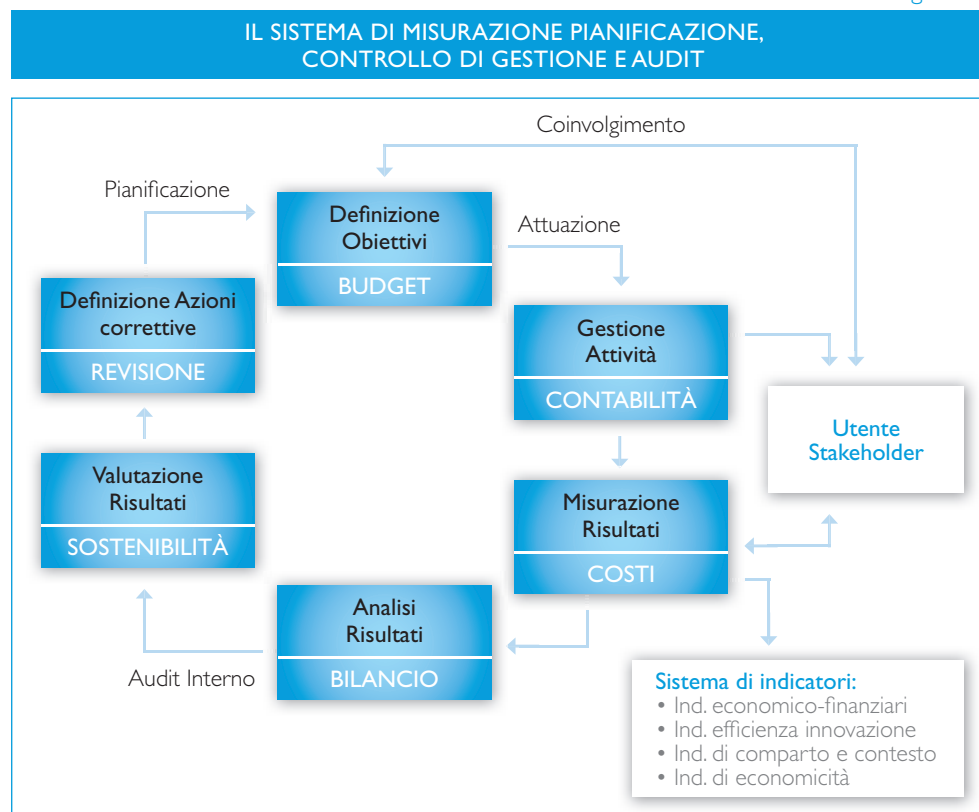 IL SISTEMA DI MISURAZIONE PIANIFICAZIONE,
CONTROLLO DI GESTIONE E AUDIT
Coinvolgimento
Pianificazione
Definizione
Obiettivi
BUDGET
Attuazione
Definizione Azioni
correttive
REVISIONE
Gestione
Attività
CONTABILITÀ
Utente
Stakeholder
Valutazione
Risultati
SOSTENIBILITÀ
Misurazione
Risultati
COSTI
Analisi
Risultati
BILANCIO
Audit Interno
Sistema di indicatori:
• Ind. economico-finanziari
• Ind. efficienza innovazione
• Ind. di comparto e contesto
• Ind. di economicità